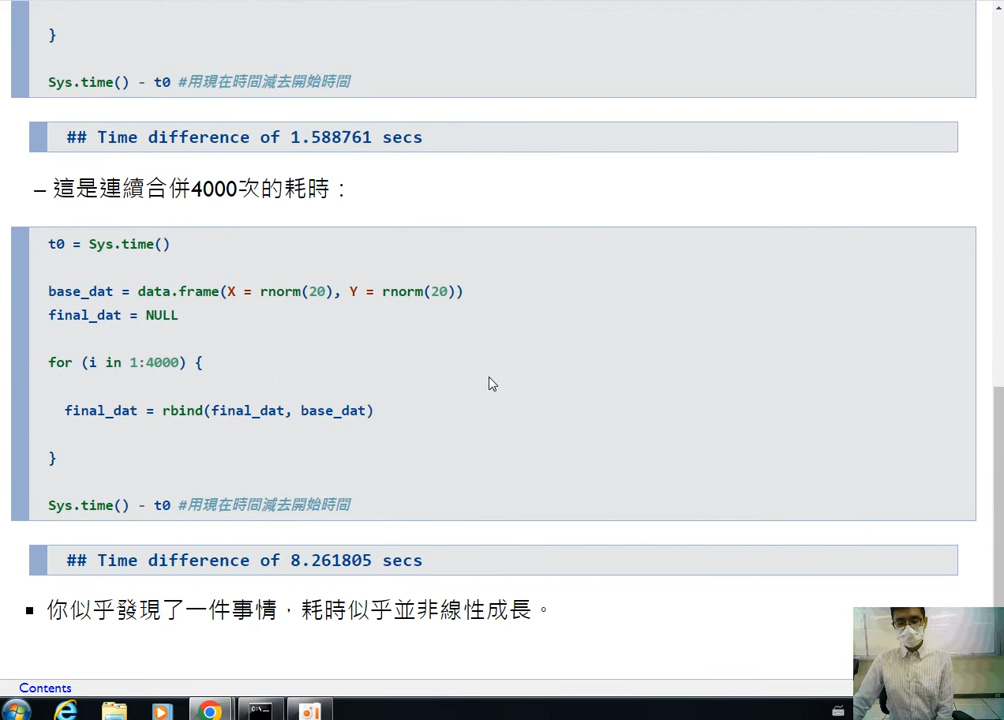 }
Sys.time() - t0 #用現在時間減去開始時間
## Time difference of 1.588761 secs
– 這是連續合併4000次的耗時：
t0 = Sys.time()
base_dat = data.frame(X = rnorm(20), Y = rnorm(20))
final_dat = NULL
for (i in 1:4000) {
final_dat = rbind(final_dat, base_dat)
}
Sys.time() - t0 #用現在時間減去開始時間
## Time difference of 8.261805 secs
▪ 你似乎發現了一件事情，耗時似乎並非線性成長。
Contents